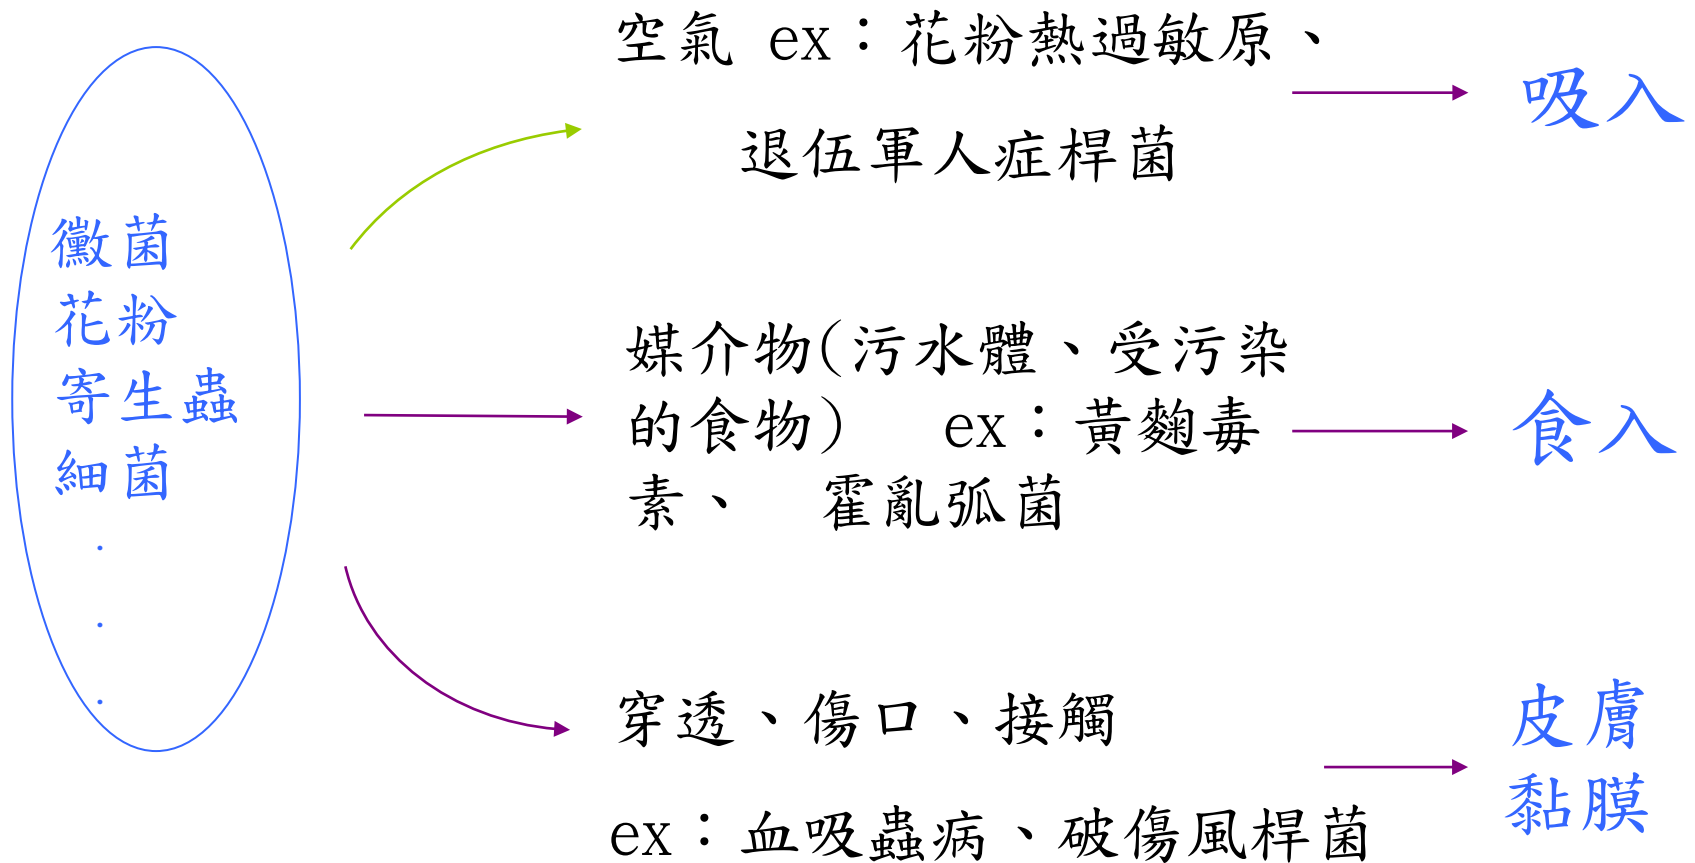 黴菌
花粉
寄生蟲
細菌
.
.
.
空氣 ex：花粉熱過敏原、
退伍軍人症桿菌
吸入
媒介物(污水體、受污染
的食物) ex：黃麴毒
素、 霍亂弧菌
食入
穿透、傷口、接觸
ex：血吸蟲病、破傷風桿菌
皮膚
黏膜